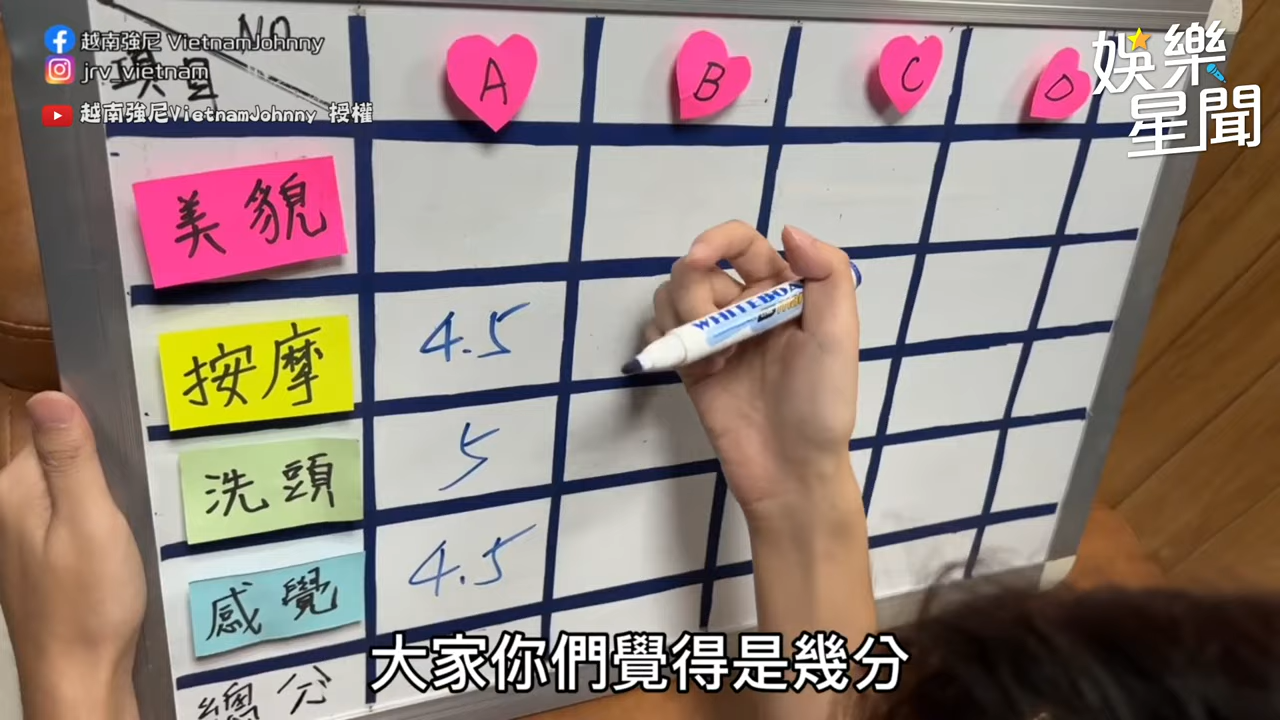 越南強尼 VietnamJohnny
jrv_vietnam
越南強尼VietnamJohnny 授權
娛樂
星聞
NO
項目
A
B
C
D
美貌
按摩
4.5
洗頭
5
感覺
4.5
總分
WHITEBOA
大家你們覺得是幾分